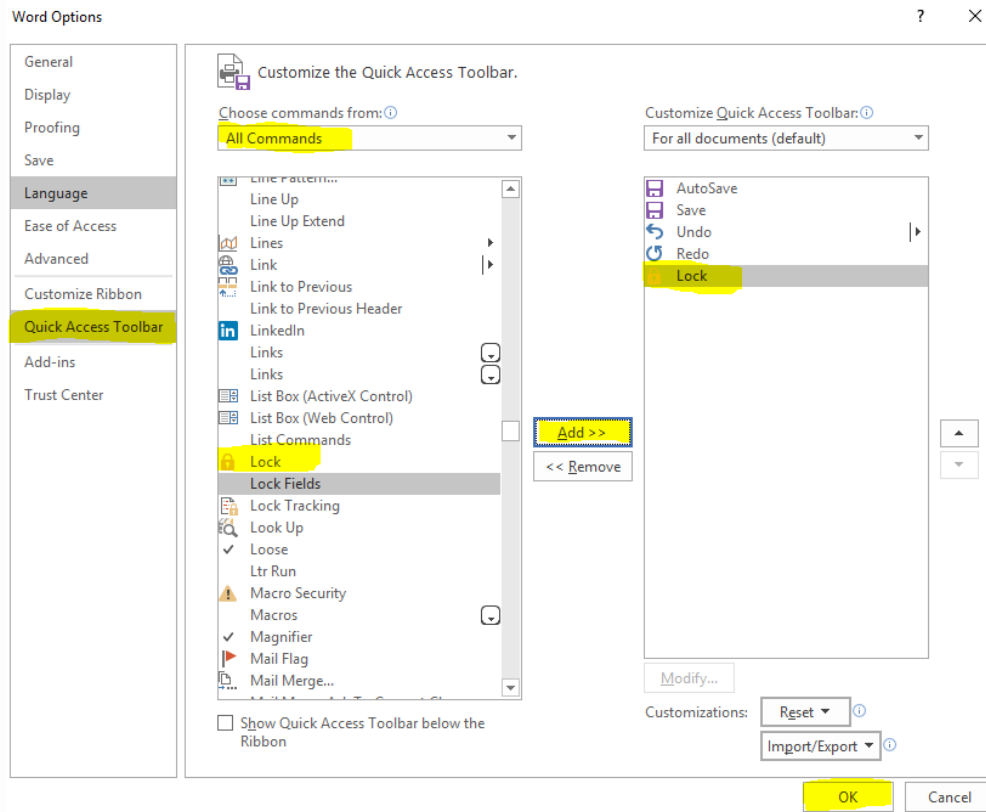 Word Options
?
General
Display
Proofing
Save
Language
Ease of Access
Advanced
Customize Ribbon
Quick Access Toolbar
Add-ins
Trust Center
Customize the Quick Access Toolbar.
Choose commands from:
All Commands
Line Pattern...
Line Up
Line Up Extend
Lines
Link
Link to Previous
Link to Previous Header
in LinkedIn
Links
Links
List Box (ActiveX Control)
List Box (Web Control)
List Commands
Lock
Lock Fields
Lock Tracking
Look Up
Loose
Ltr Run
Macro Security
Macros
Magnifier
Mail Flag
Mail Merge...
Show Quick Access Toolbar below the
Ribbon
Add >>
<< Remove
Customize Quick Access Toolbar:
For all documents (default)
AutoSave
Save
Undo
Redo
Lock
Modify...
Customizations:
Reset
Import/Export
OK
Cancel